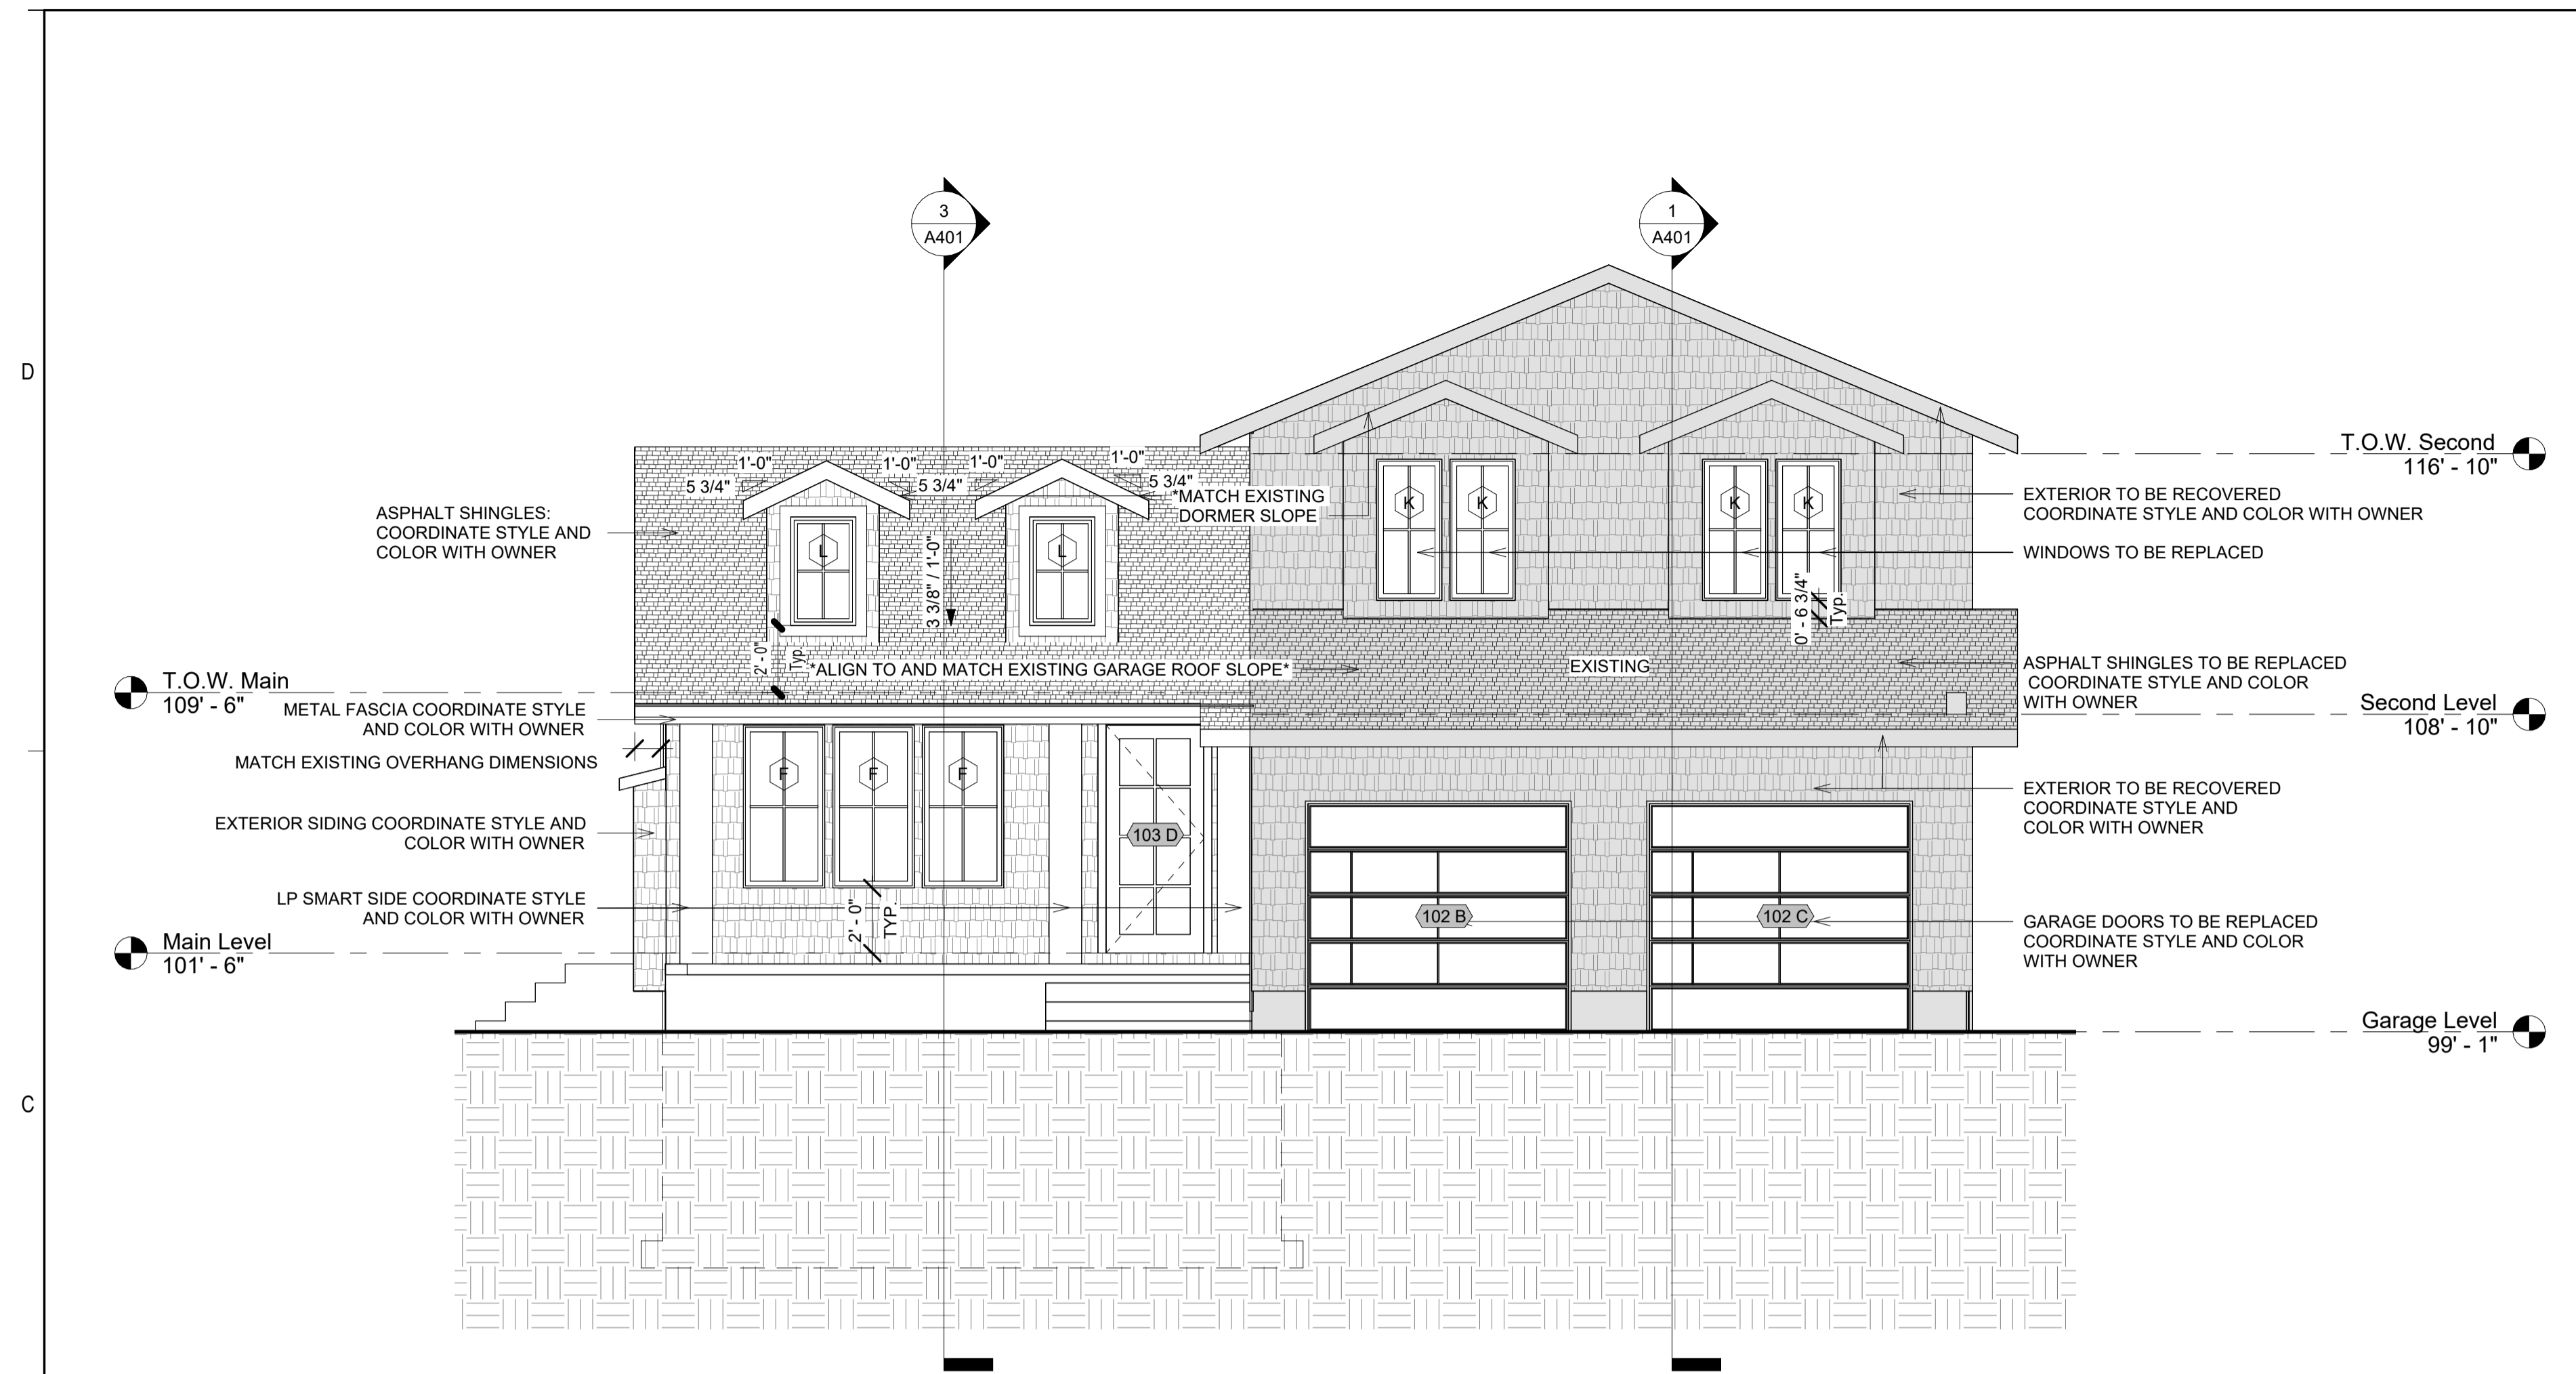 D
C
3
A401
1
A401
T.O.W. Second
116' - 10"
1'-0"
1'-0"
1'-0"
1'-0"
5 3/4"
5 3/4"
5 3/4"
*MATCH EXISTING
DORMER SLOPE
K
K
K
K
L
L
ASPHALT SHINGLES:
COORDINATE STYLE AND
COLOR WITH OWNER
EXTERIOR TO BE RECOVERED
COORDINATE STYLE AND COLOR WITH OWNER
WINDOWS TO BE REPLACED
3 3/8" / 1'-0"
0' - 6 3/4"
Typ.
2' - 0"
Typ.
*ALIGN TO AND MATCH EXISTING GARAGE ROOF SLOPE*
EXISTING
ASPHALT SHINGLES TO BE REPLACED
COORDINATE STYLE AND COLOR
WITH OWNER
T.O.W. Main
109' - 6"
Second Level
108' - 10"
METAL FASCIA COORDINATE STYLE
AND COLOR WITH OWNER
MATCH EXISTING OVERHANG DIMENSIONS
F
F
F
EXTERIOR TO BE RECOVERED
COORDINATE STYLE AND
COLOR WITH OWNER
EXTERIOR SIDING COORDINATE STYLE AND
COLOR WITH OWNER
103 D
LP SMART SIDE COORDINATE STYLE
AND COLOR WITH OWNER
2' - 0"
TYP.
102 B
102 C
GARAGE DOORS TO BE REPLACED
COORDINATE STYLE AND COLOR
WITH OWNER
Main Level
101' - 6"
Garage Level
99' - 1"